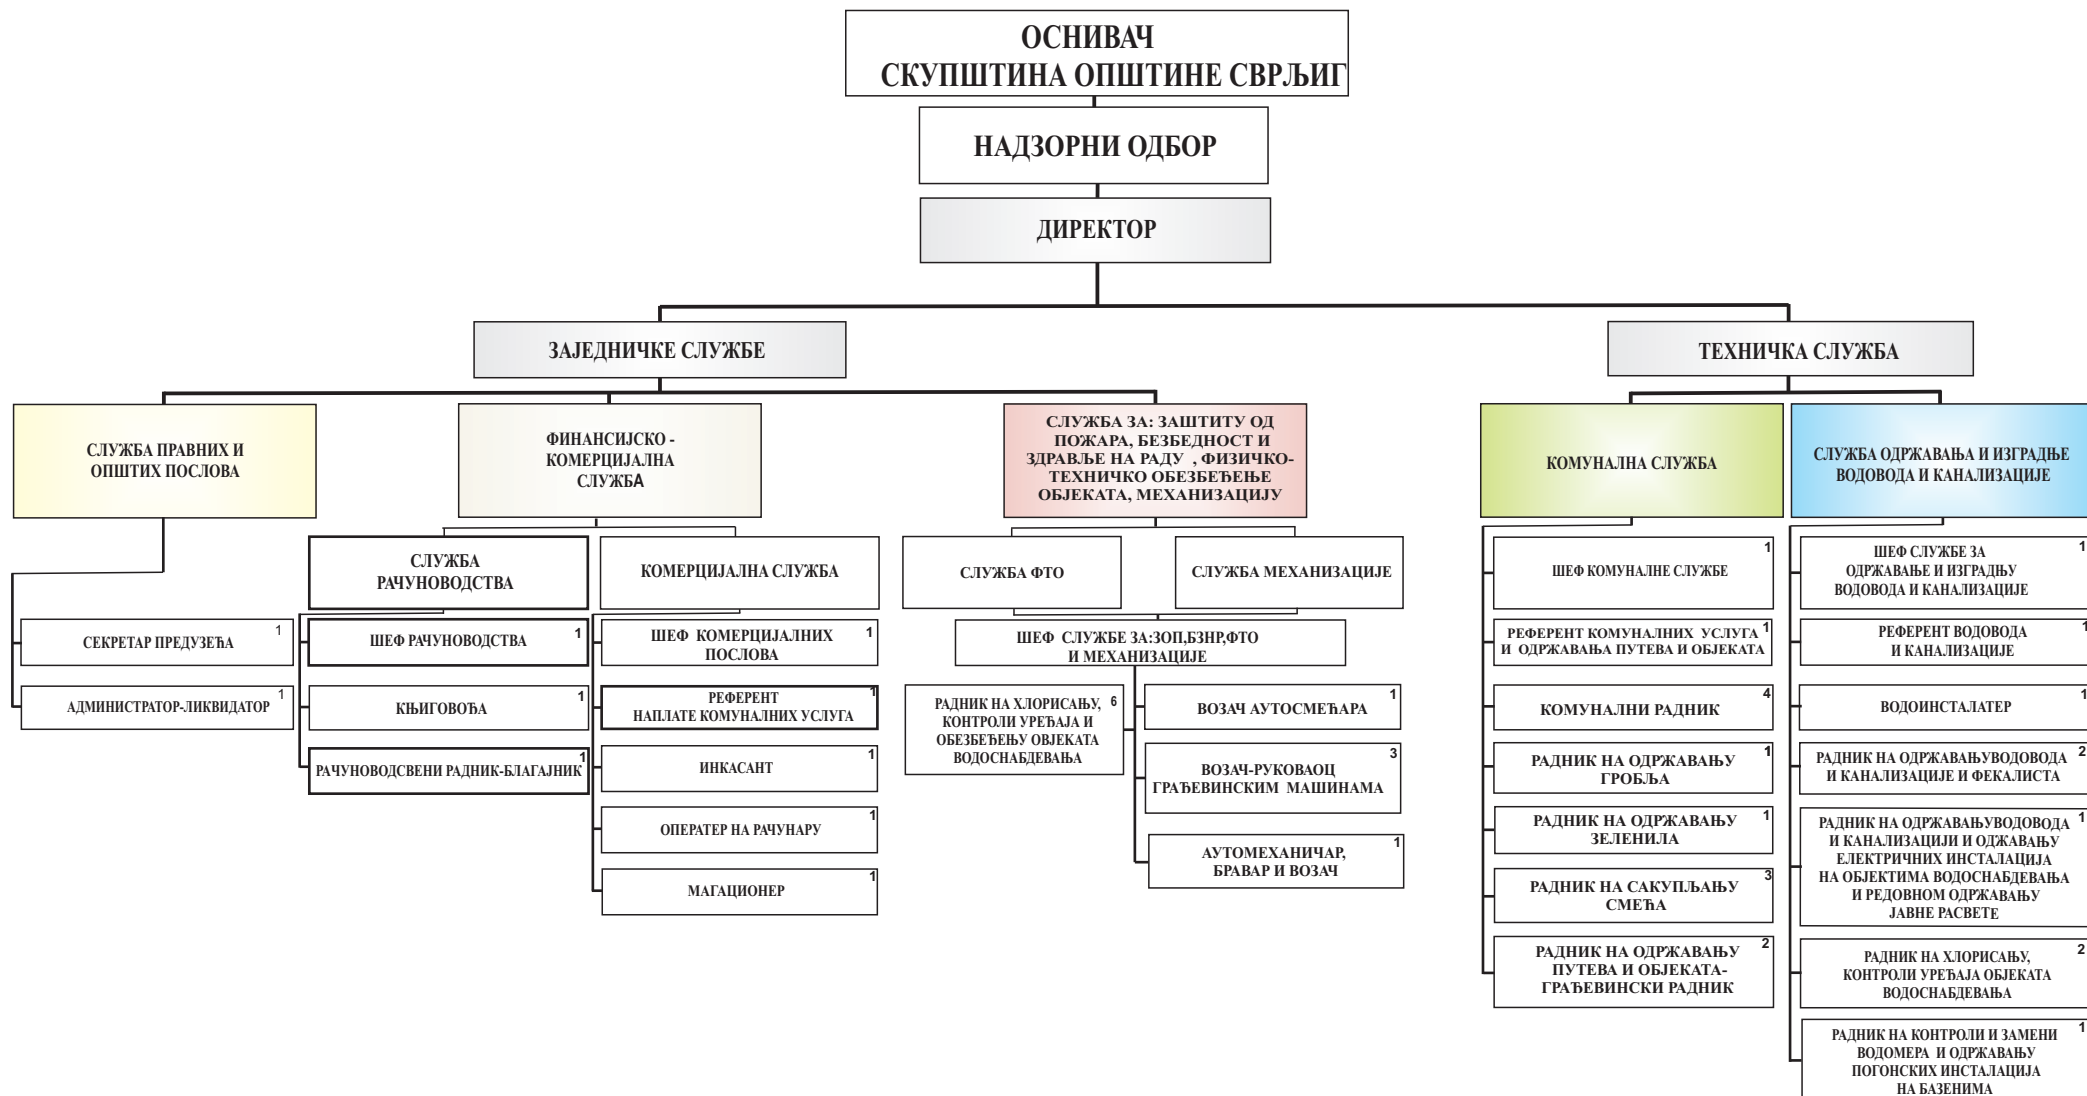 ОСНИВАЧ
СКУПШТИНА ОПШТИНЕ СВРЉИГ
НАДЗОРНИ ОДБОР
ДИРЕКТОР
ЗАЈЕДНИЧКЕ СЛУЖБЕ
ТЕХНИЧКА СЛУЖБА
СЛУЖБА ПРАВНИХ И
ОПШТИХ ПОСЛОВА
ФИНАНСИЈСКО -
КОМЕРЦИЈАЛНА
СЛУЖБА
СЛУЖБА ЗА: ЗАШТИТУ ОД
ПОЖАРА, БЕЗБЕДНОСТ И
ЗДРАВЉЕ НА РАДУ , ФИЗИЧКО-
ТЕХНИЧКО ОБЕЗБЕЂЕЊЕ
ОБЈЕКАТА, МЕХАНИЗАЦИЈУ
КОМУНАЛНА СЛУЖБА
СЛУЖБА ОДРЖАВАЊА И ИЗГРАДЊЕ
ВОДОВОДА И КАНАЛИЗАЦИЈЕ
СЕКРЕТАР ПРЕДУЗЕЋА 1
АДМИНИСТРАТОР-ЛИКВИДАТОР 1
СЛУЖБА
РАЧУНОВОДСТВА
ШЕФ РАЧУНОВОДСТВА 1
КЊИГОВОЂА 1
РАЧУНОВОДСВЕНИ РАДНИК-БЛАГАЈНИК 1
КОМЕРЦИЈАЛНА СЛУЖБА
ШЕФ КОМЕРЦИЈАЛНИХ 1
ПОСЛОВА
РЕФЕРЕНТ 1
НАПЛАТЕ КОМУНАЛНИХ УСЛУГА
ИНКАСАНТ 1
ОПЕРАТЕР НА РАЧУНАРУ 1
МАГАЦИОНЕР 1
СЛУЖБА ФТО
СЛУЖБА МЕХАНИЗАЦИЈЕ
ШЕФ СЛУЖБЕ ЗА:ЗОП,БЗНР,ФТО
И МЕХАНИЗАЦИЈЕ
РАДНИК НА ХЛОРИСАЊУ, 6
КОНТРОЛИ УРЕЂАЈА И
ОБЕЗБЕЂЕЊУ ОВЈЕКАТА
ВОДОСНАБДЕВАЊА
ВОЗАЧ АУТОСМЕЋАРА 1
ВОЗАЧ-РУКОВАОЦ 3
ГРАЂЕВИНСКИМ МАШИНАМА
АУТОМЕХАНИЧАР, 1
БРАВАР И ВОЗАЧ
ШЕФ КОМУНАЛНЕ СЛУЖБЕ 1
РЕФЕРЕНТ КОМУНАЛНИХ УСЛУГА 1
И ОДРЖАВАЊА ПУТЕВА И ОБЈЕКАТА
КОМУНАЛНИ РАДНИК 4
РАДНИК НА ОДРЖАВАЊУ 1
ГРОБЉА
РАДНИК НА ОДРЖАВАЊУ 1
ЗЕЛЕНИЛА
РАДНИК НА САКУПЉАЊУ 3
СМЕЋА
РАДНИК НА ОДРЖАВАЊУ 2
ПУТЕВА И ОБЈЕКАТА-
ГРАЂЕВИНСКИ РАДНИК
ШЕФ СЛУЖБЕ ЗА 1
ОДРЖАВАЊЕ И ИЗГРАДЊУ
ВОДОВОДА И КАНАЛИЗАЦИЈЕ
РЕФЕРЕНТ ВОДОВОДА 1
И КАНАЛИЗАЦИЈЕ
ВОДОИНСТАЛАТЕР 1
РАДНИК НА ОДРЖАВАЊУВОДОВОДА 2
И КАНАЛИЗАЦИЈЕ И ФЕКАЛИСТА
РАДНИК НА ОДРЖАВАЊУВОДОВОДА 1
И КАНАЛИЗАЦИЈИ И ОДЖАВАЊУ
ЕЛЕКТРИЧНИХ ИНСТАЛАЦИЈА
НА ОБЈЕКТИМА ВОДОСНАБДЕВАЊА
И РЕДОВНОМ ОДРЖАВАЊУ
ЈАВНЕ РАСВЕТЕ
РАДНИК НА ХЛОРИСАЊУ, 2
КОНТРОЛИ УРЕЂАЈА ОБЈЕКАТА
ВОДОСНАБДЕВАЊА
РАДНИК НА КОНТРОЛИ И ЗАМЕНИ 1
ВОДОМЕРА И ОДРЖАВАЊУ
ПОГОНСКИХ ИНСТАЛАЦИЈА
НА БАЗЕНИМА